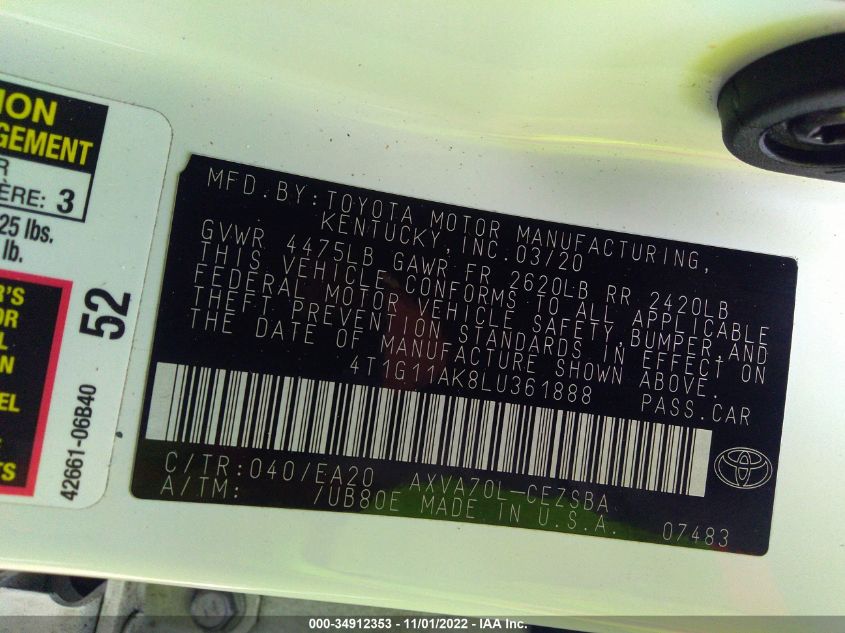 ION
GEMENT
R
ÈRE: 3
25 lbs.
lb.
R'S
OR
L
N
EL
S
TS
52
42661-06B40
MFD.BY:TOYOTA MOTOR MANUFACTURING,
KENTUCKY,INC.03/20
GVWR 4475LB GAWR FR 2620LB RR 2420LB
THIS VEHICLE CONFORMS TO ALL APPLICABLE
FEDERAL MOTOR VEHICLE SAFETY,BUMPER,AND
THEFT PREVENTION STANDARDS IN EFFECT ON
THE DATE OF MANUFACTURE SHOWN ABOVE.
4T1G11AK8LU361888 PASS.CAR
C/TR:040/EA20 AXVA70L-CEZSBA
A/TM: /UB80E MADE IN U.S.A. 07483
000-34912353 - 11/01/2022 - IAA Inc.